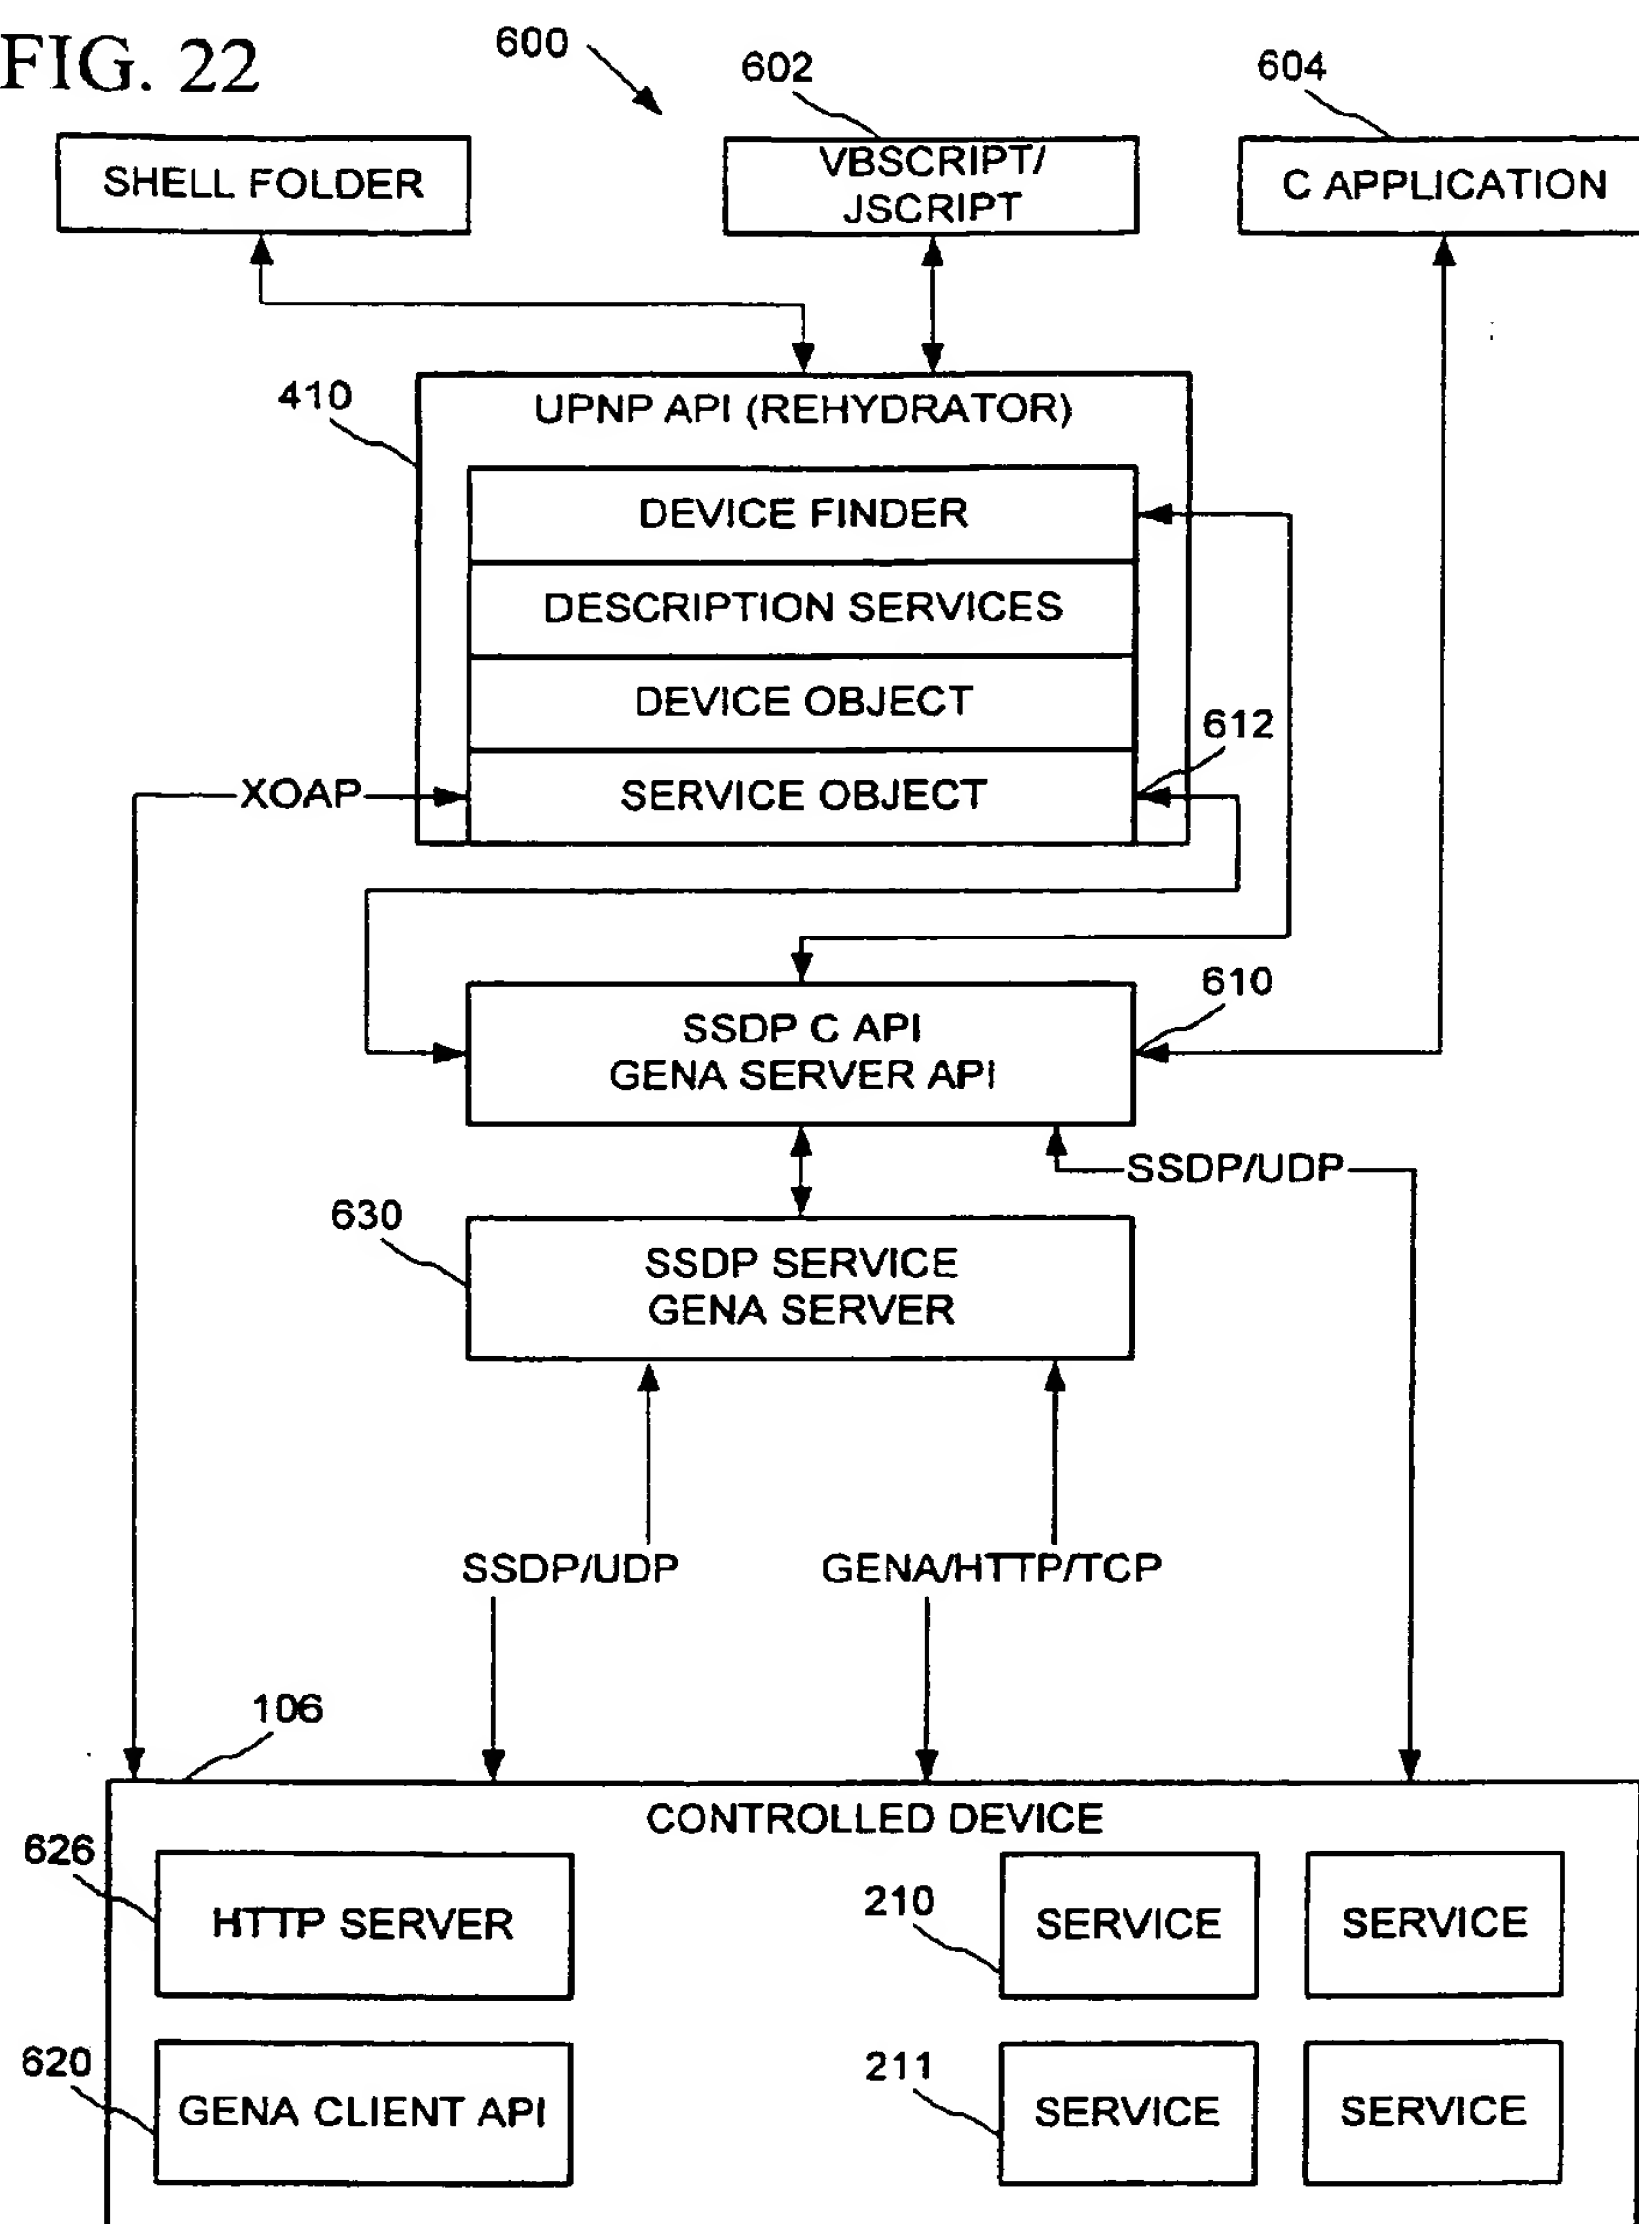 FIG. 22
600
602
604
SHELL FOLDER
VBSCRIPT/
JSCRIPT
C APPLICATION
410
UPNP API (REHYDRATOR)
DEVICE FINDER
DESCRIPTION SERVICES
DEVICE OBJECT
612
XOAP
SERVICE OBJECT
610
SSDP C API
GENA SERVER API
SSDP/UDP
630
SSDP SERVICE
GENA SERVER
SSDP/UDP
GENA/HTTP/TCP
106
CONTROLLED DEVICE
626
HTTP SERVER
210
SERVICE
SERVICE
620
GENA CLIENT API
211
SERVICE
SERVICE